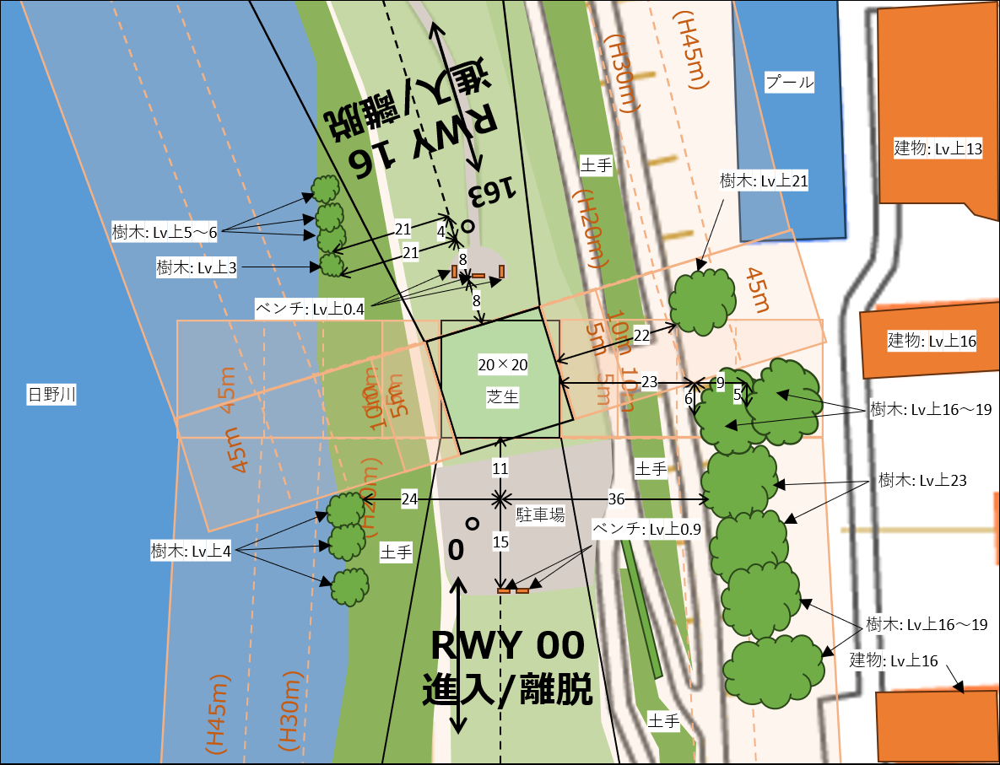 (H45m)
(H30m)
プール
進入/離脱
RWY 16
建物: Lv上13
土手
樹木: Lv上21
163°
(H20m)
樹木: Lv上5～6
21
4
21
8
樹木: Lv上3
8
ベンチ: Lv上0.4
45m
10m
5m
22
建物: Lv上16
20×20
芝生
45m
10m
5m
10m
5m
5m
10m
23
9
6
5
日野川
樹木: Lv上16～19
45m
11
土手
樹木: Lv上23
(H20m)
24
36
駐車場
ベンチ: Lv上0.9
0°
15
樹木: Lv上4
土手
RWY 00
進入/離脱
樹木: Lv上16～19
建物: Lv上16
(H45m)
(H30m)
土手